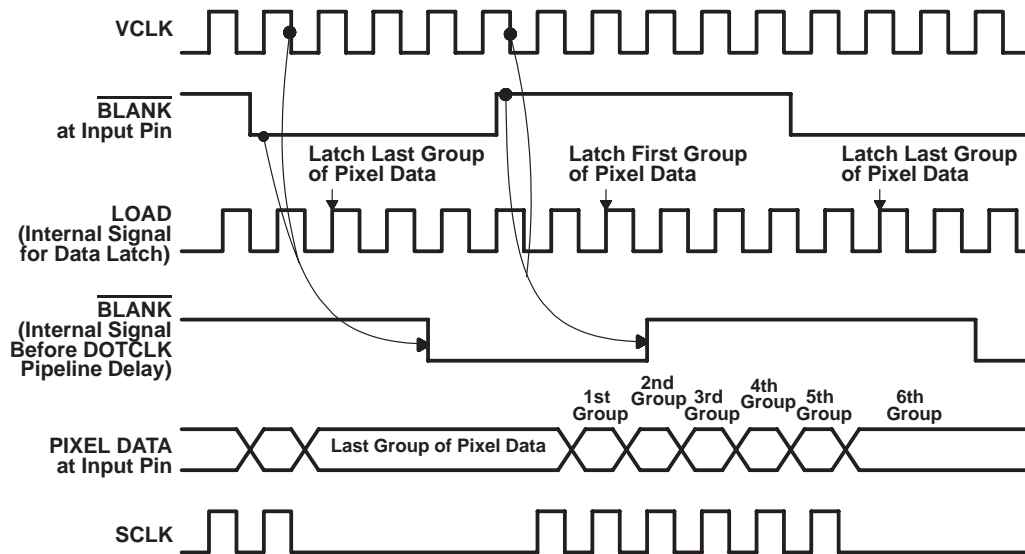 VCLK
BLANK
at Input Pin
Latch Last Group
of Pixel Data
Latch First Group
of Pixel Data
Latch Last Group
of Pixel Data
LOAD
(Internal Signal
for Data Latch)
BLANK
(Internal Signal
Before DOTCLK
Pipeline Delay)
1st
Group
2nd
Group
3rd
Group
4th
Group
5th
Group
6th
Group
PIXEL DATA
at Input Pin
Last Group of Pixel Data
SCLK